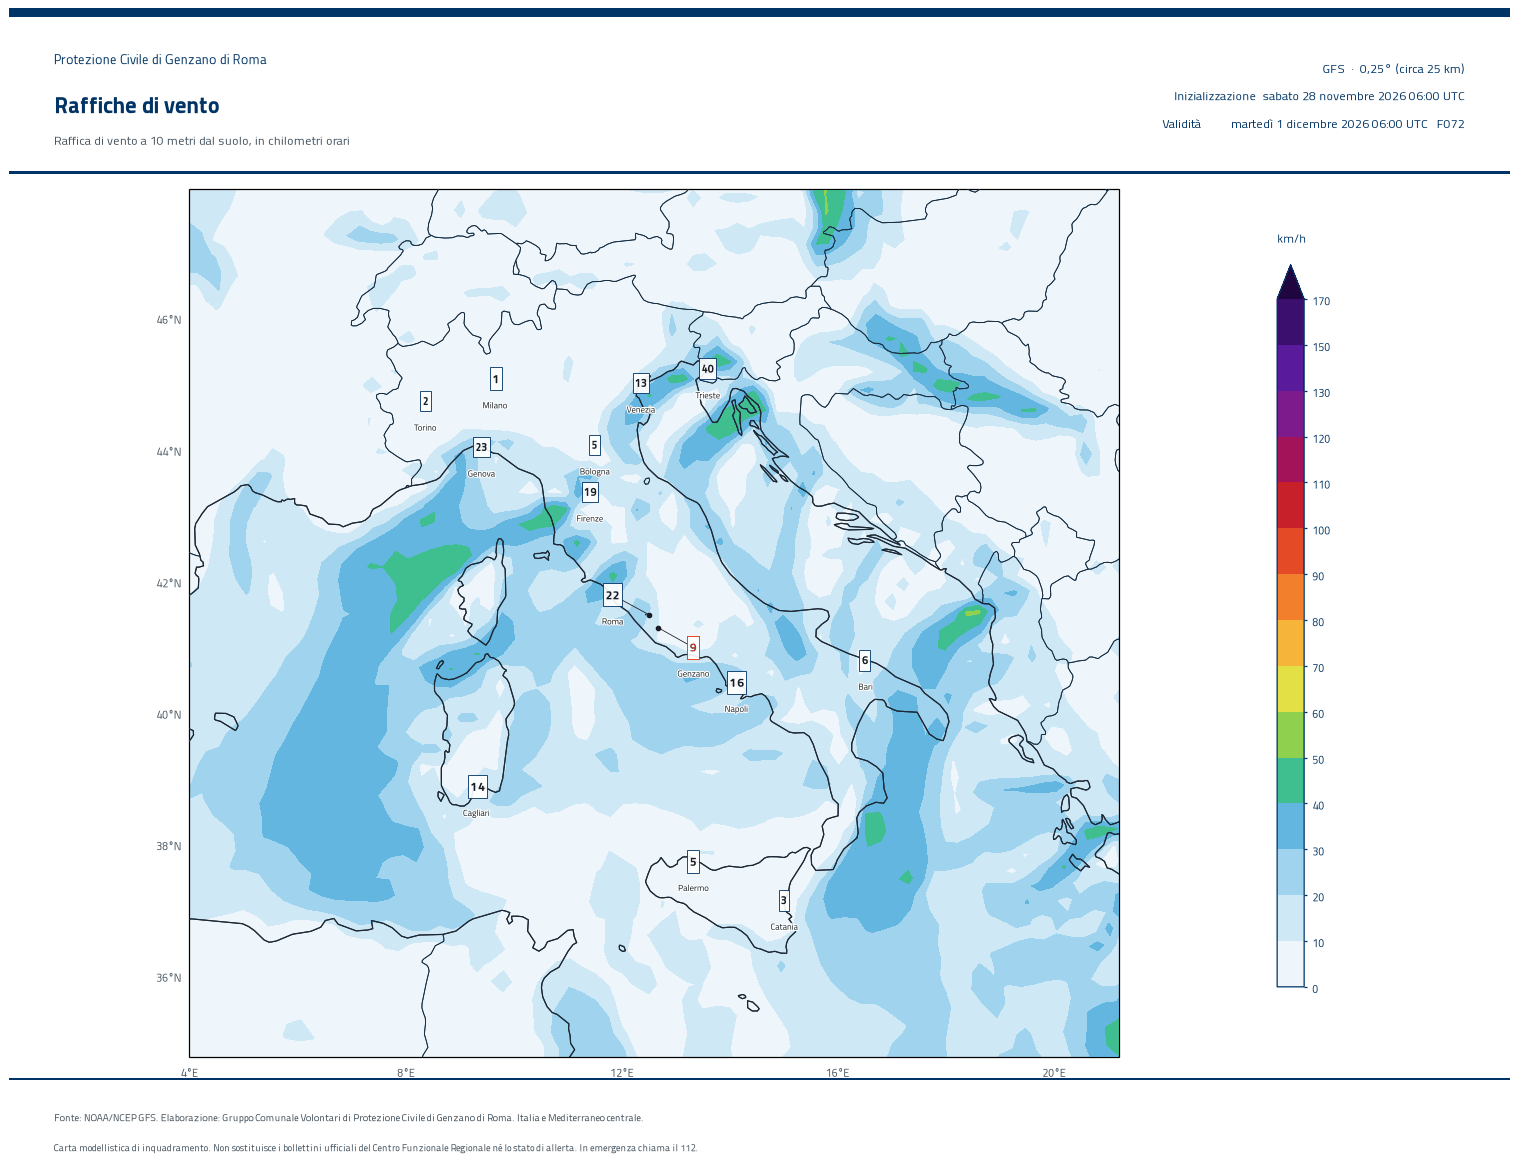 Protezione Civile di Genzano di Roma
Raffiche di vento
Raffica di vento a 10 metri dal suolo, in chilometri orari
GFS · 0,25° (circa 25 km)
Inizializzazione sabato 28 novembre 2026 06:00 UTC
Validità martedì 1 dicembre 2026 06:00 UTC F072
km/h
170
150
130
120
110
100
90
80
70
60
50
40
30
20
10
0
46°N
44°N
42°N
40°N
38°N
36°N
4°E
8°E
12°E
16°E
20°E
40
Trieste
13
Venezia
1
Milano
2
Torino
23
Genova
5
Bologna
19
Firenze
22
Roma
9
Genzano
16
Napoli
6
Bari
14
Cagliari
5
Palermo
3
Catania
Fonte: NOAA/NCEP GFS. Elaborazione: Gruppo Comunale Volontari di Protezione Civile di Genzano di Roma. Italia e Mediterraneo centrale.
Carta modellistica di inquadramento. Non sostituisce i bollettini ufficiali del Centro Funzionale Regionale né lo stato di allerta. In emergenza chiama il 112.